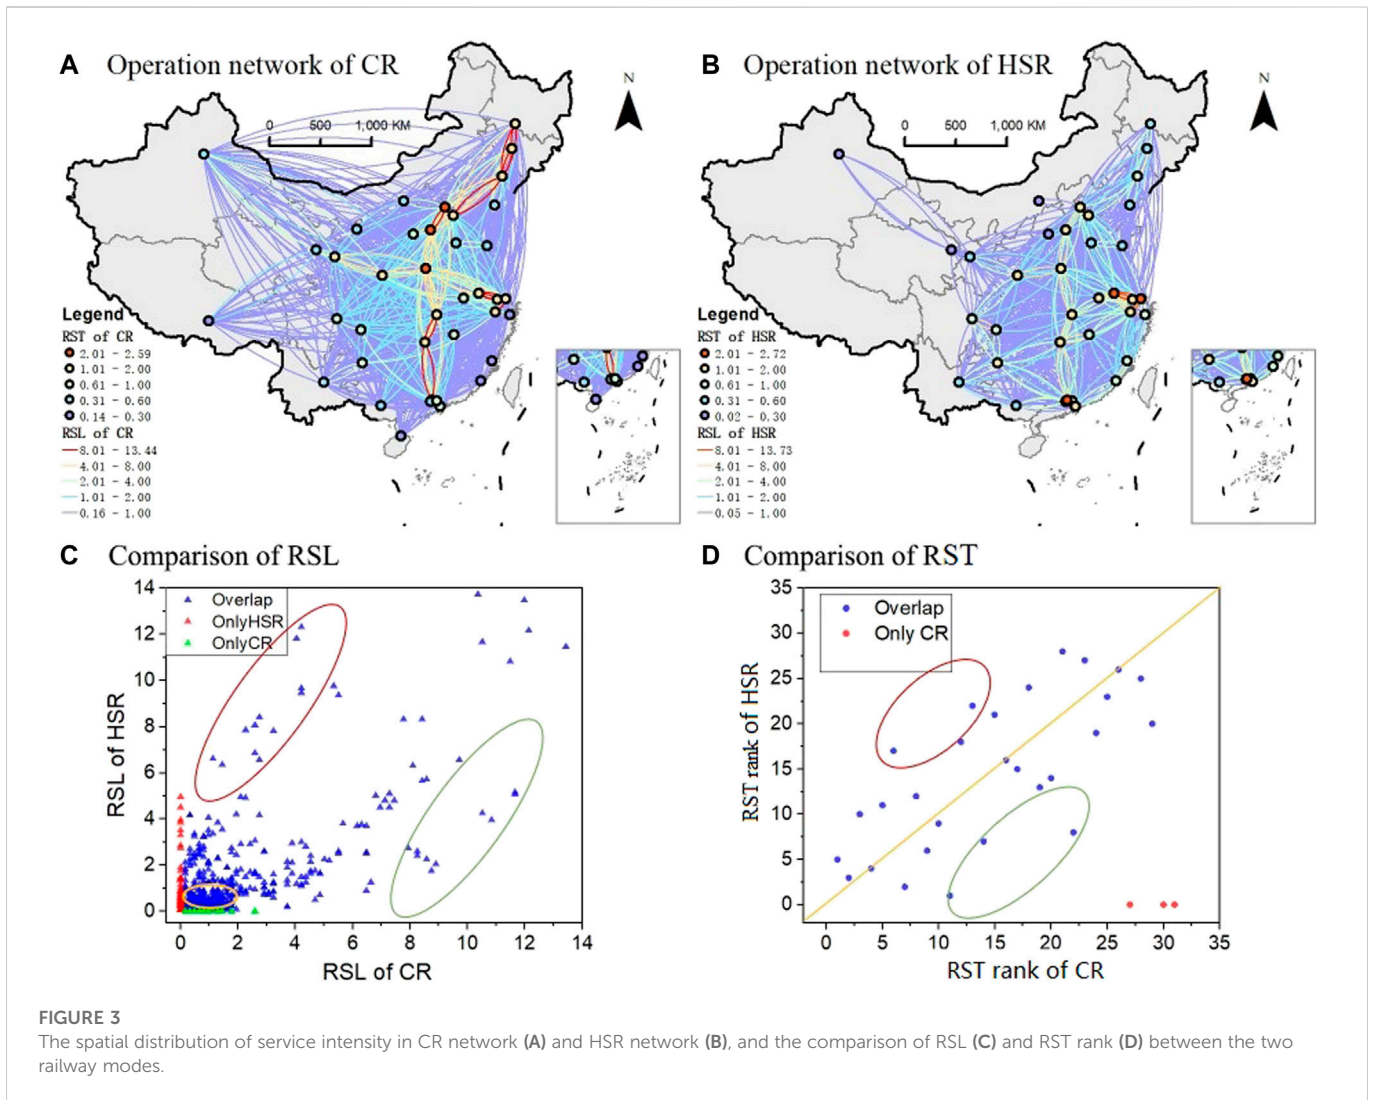 A Operation network of CR
N
0 500 1,000 KM
Legend
RST of CR
2.01 - 2.59
1.01 - 2.00
0.61 - 1.00
0.31 - 0.60
0.14 - 0.30
RSL of CR
8.01 - 13.44
4.01 - 8.00
2.01 - 4.00
1.01 - 2.00
0.16 - 1.00
B Operation network of HSR
N
0 500 1,000 KM
Legend
RST of HSR
2.01 - 2.72
1.01 - 2.00
0.61 - 1.00
0.31 - 0.60
0.02 - 0.30
RSL of HSR
8.01 - 13.73
4.01 - 8.00
2.01 - 4.00
1.01 - 2.00
0.05 - 1.00
C Comparison of RSL
14
12
10
8
6
4
2
0
RSL of HSR
Overlap
OnlyHSR
OnlyCR
0 2 4 6 8 10 12 14
RSL of CR
D Comparison of RST
35
30
25
20
15
10
5
0
RST rank of HSR
Overlap
Only CR
0 5 10 15 20 25 30 35
RST rank of CR
FIGURE 3
The spatial distribution of service intensity in CR network (A) and HSR network (B), and the comparison of RSL (C) and RST rank (D) between the two
railway modes.